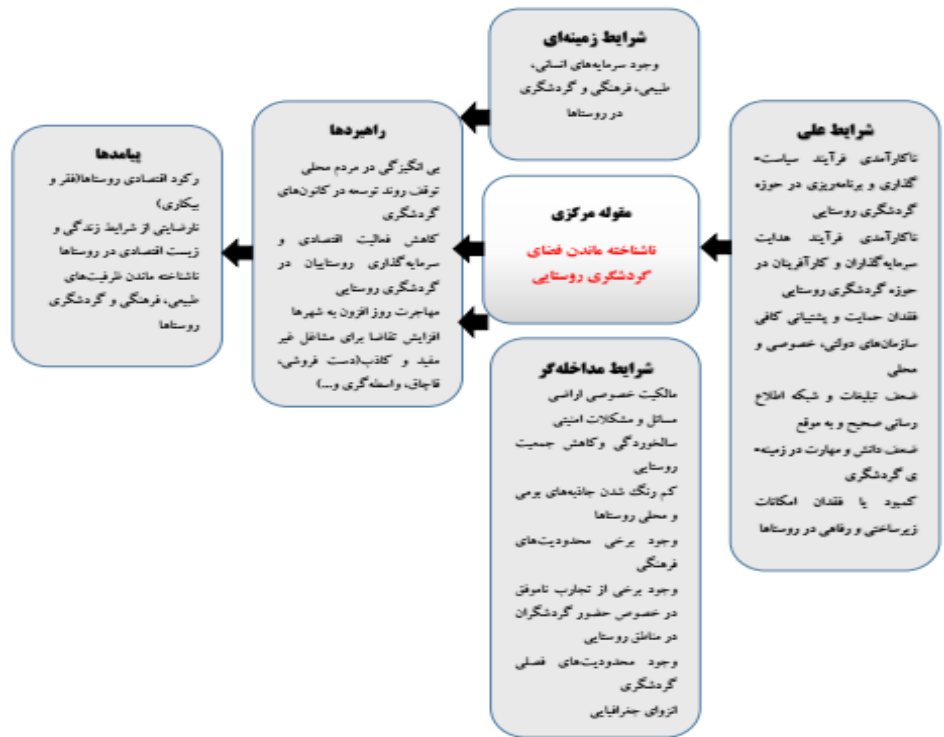 شرایط زمینه‌ای
وجود سرمایه‌های انسانی،
طبیعی، فرهنگی و گردشگری
در روستاها
شرایط علی
ناکارآمدی فرآیند سیاست-
گذاری و برنامه‌ریزی در حوزه
گردشگری روستایی
ناکارآمدی فرآیند هدایت
سرمایه‌گذاران و کارآفرینان در
حوزه گردشگری روستایی
فقدان حمایت و پشتیبانی کافی
سازمان‌های دولتی، خصوصی و
محلی
ضعف تبلیغات و شبکه اطلاع
رسانی صحیح و به موقع
ضعف دانش و مهارت در زمینه-
ی گردشگری
کمبود یا فقدان امکانات
زیرساختی و رفاهی در روستاها
مقوله مرکزی
ناشناخته ماندن فضای
گردشگری روستایی
شرایط مداخله‌گر
مالکیت خصوصی اراضی
مسائل و مشکلات امنیتی
سالخوردگی وکاهش جمعیت
روستایی
کم رنگ شدن جاذبه‌های بومی
و محلی روستاها
وجود برخی محدودیت‌های
فرهنگی
وجود برخی از تجارب ناموفق
در خصوص حضور گردشگران
در مناطق روستایی
وجود محدودیت‌های فصلی
گردشگری
انزوای جغرافیایی
راهبردها
بی انگیزگی در مردم محلی
توقف روند توسعه در کانون‌های
گردشگری
کاهش فعالیت اقتصادی و
سرمایه‌گذاری روستاییان در
گردشگری روستایی
مهاجرت روز افزون به شهرها
افزایش تقاضا برای مشاغل غیر
مفید و کاذب(دست فروشی،
قاچاق، واسطه‌گری و...)
پیامدها
رکود اقتصادی روستاها(فقر و
بیکاری)
نارضایتی از شرایط زندگی و
زیست اقتصادی در روستاها
ناشناخته ماندن ظرفیت‌های
طبیعی، فرهنگی و گردشگری
روستاها